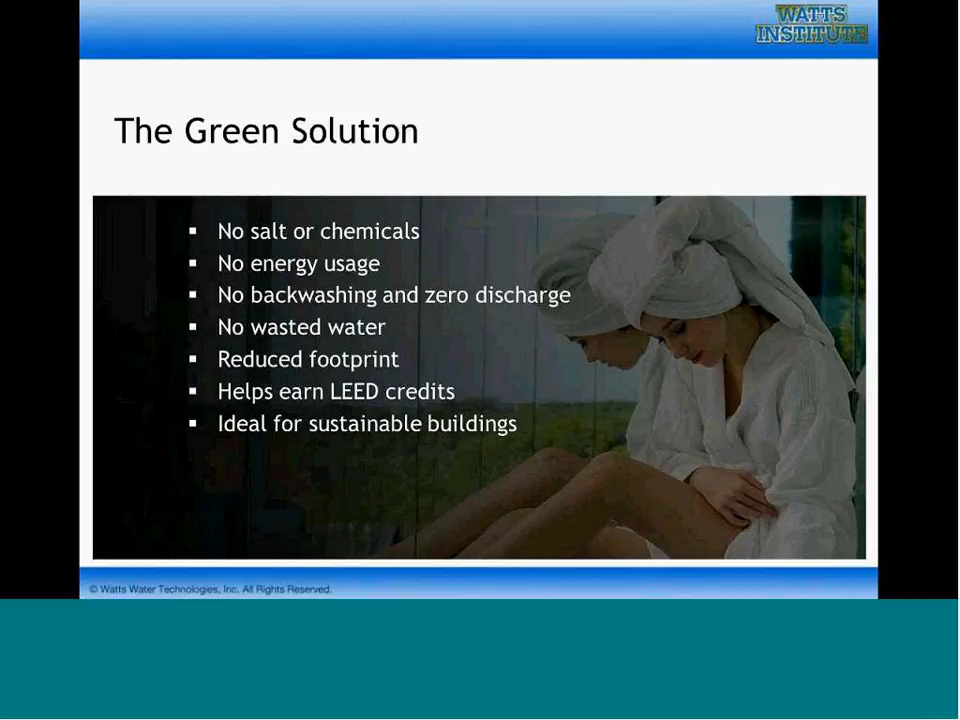 WATTS
INSTITUTE
The Green Solution
▪ No salt or chemicals
▪ No energy usage
▪ No backwashing and zero discharge
▪ No wasted water
▪ Reduced footprint
▪ Helps earn LEED credits
▪ Ideal for sustainable buildings
© Watts Water Technologies, Inc. All Rights Reserved.